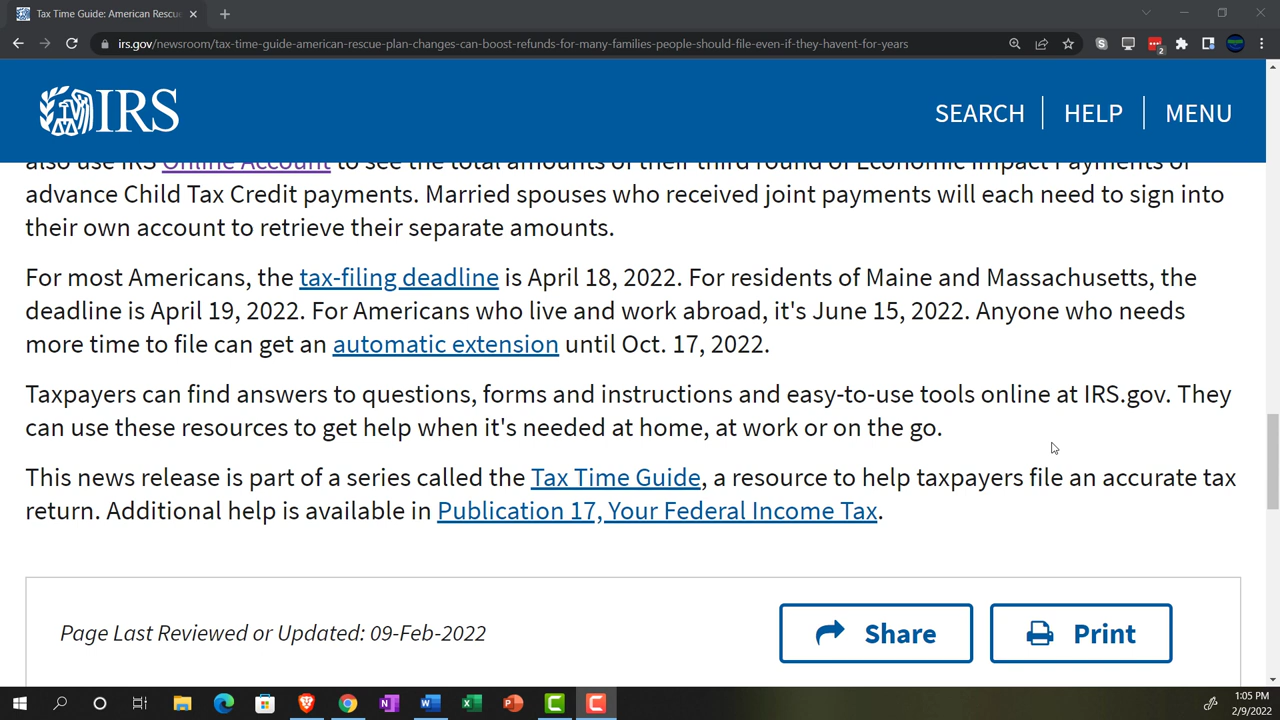 Tax Time Guide: American Rescue
irs.gov/newsroom/tax-time-guide-american-rescue-plan-changes-can-boost-refunds-for-many-families-people-should-file-even-if-they-havent-for-years
2
IRS
SEARCH
HELP
MENU
also use IRS Online Account to see the total amounts of their third round of Economic Impact Payments or
advance Child Tax Credit payments. Married spouses who received joint payments will each need to sign into
their own account to retrieve their separate amounts.
For most Americans, the tax-filing deadline is April 18, 2022. For residents of Maine and Massachusetts, the
deadline is April 19, 2022. For Americans who live and work abroad, it's June 15, 2022. Anyone who needs
more time to file can get an automatic extension until Oct. 17, 2022.
Taxpayers can find answers to questions, forms and instructions and easy-to-use tools online at IRS.gov. They
can use these resources to get help when it's needed at home, at work or on the go.
This news release is part of a series called the Tax Time Guide, a resource to help taxpayers file an accurate tax
return. Additional help is available in Publication 17, Your Federal Income Tax.
Page Last Reviewed or Updated: 09-Feb-2022
Share
Print
1:05 PM
2/9/2022